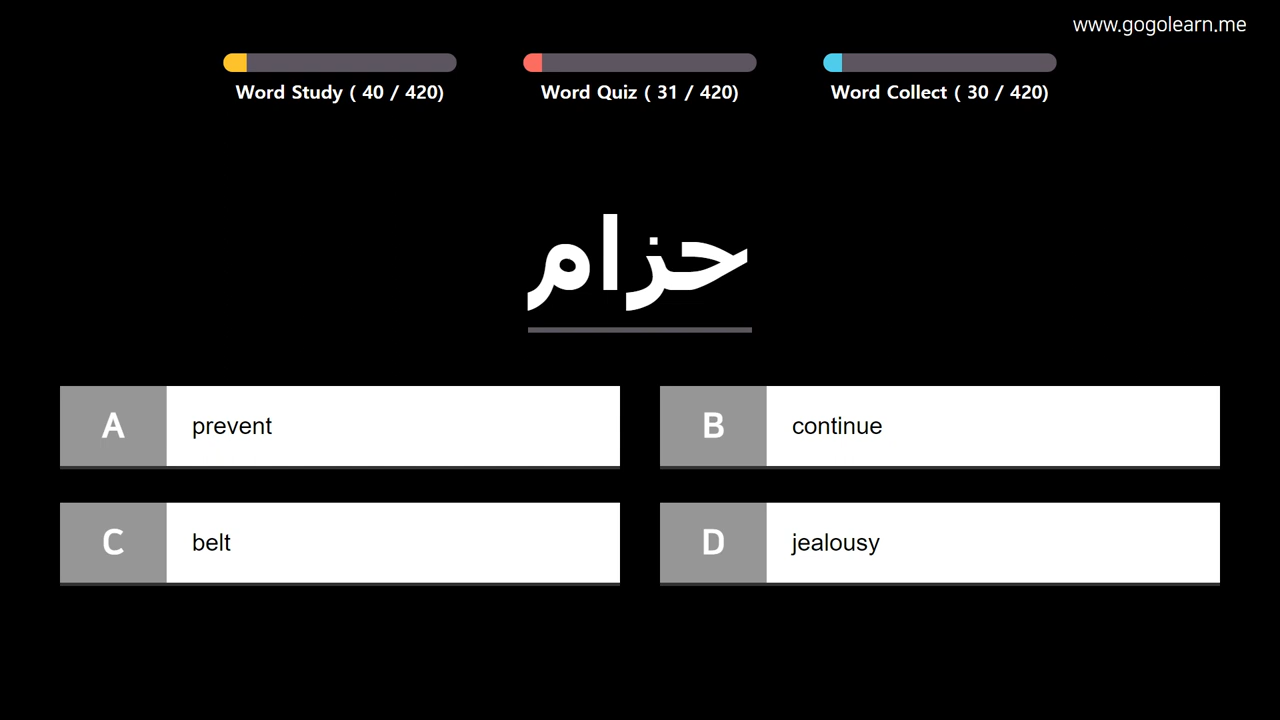 www.gogolearn.me
Word Study ( 40 / 420)
Word Quiz ( 31 / 420)
Word Collect ( 30 / 420)
حزام
A prevent
B continue
C belt
D jealousy